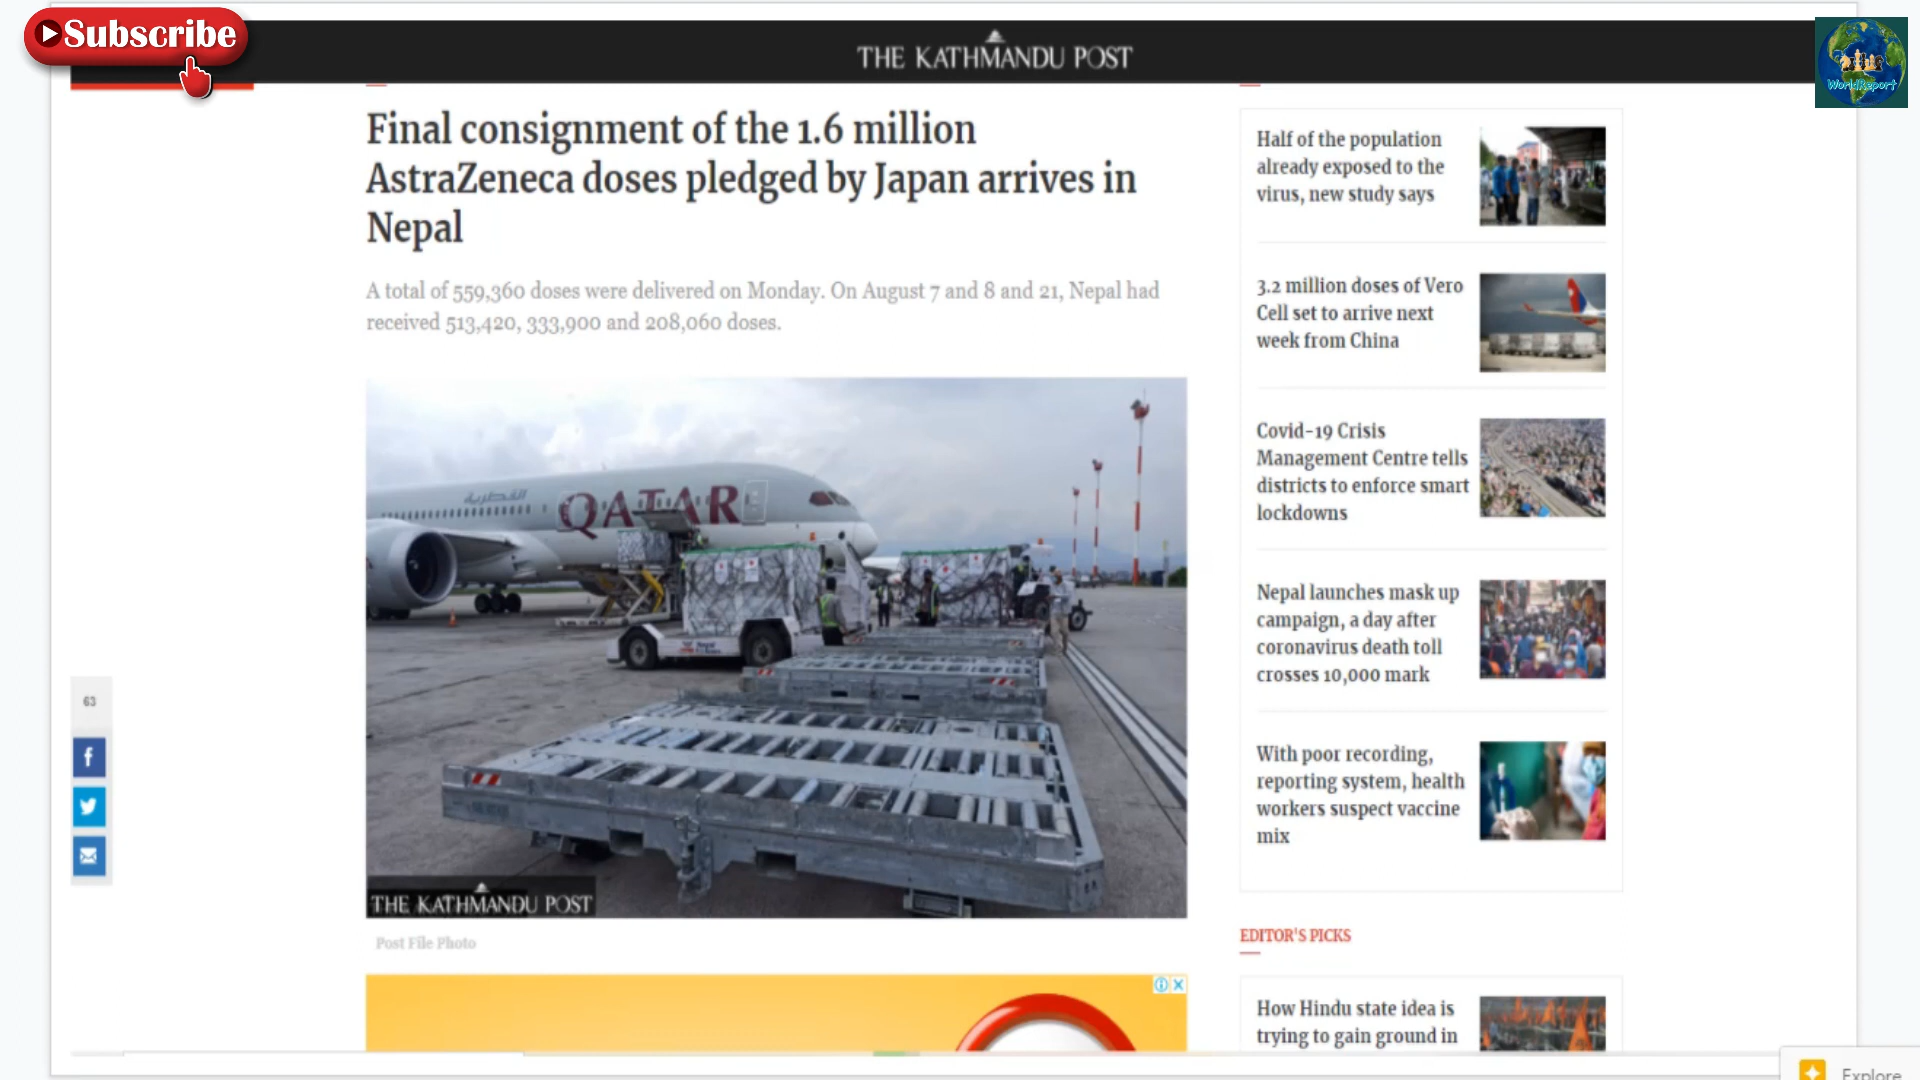 Subscribe
THE KATHMANDU POST
WorldReport
Final consignment of the 1.6 million
AstraZeneca doses pledged by Japan arrives in
Nepal
A total of 559,360 doses were delivered on Monday. On August 7 and 8 and 21, Nepal had
received 513,420, 333,900 and 208,060 doses.
القطرية
QATAR
THE KATHMANDU POST
Post File Photo
63
Half of the population
already exposed to the
virus, new study says
3.2 million doses of Vero
Cell set to arrive next
week from China
Covid-19 Crisis
Management Centre tells
districts to enforce smart
lockdowns
Nepal launches mask up
campaign, a day after
coronavirus death toll
crosses 10,000 mark
With poor recording,
reporting system, health
workers suspect vaccine
mix
EDITOR'S PICKS
How Hindu state idea is
trying to gain ground in
Explore